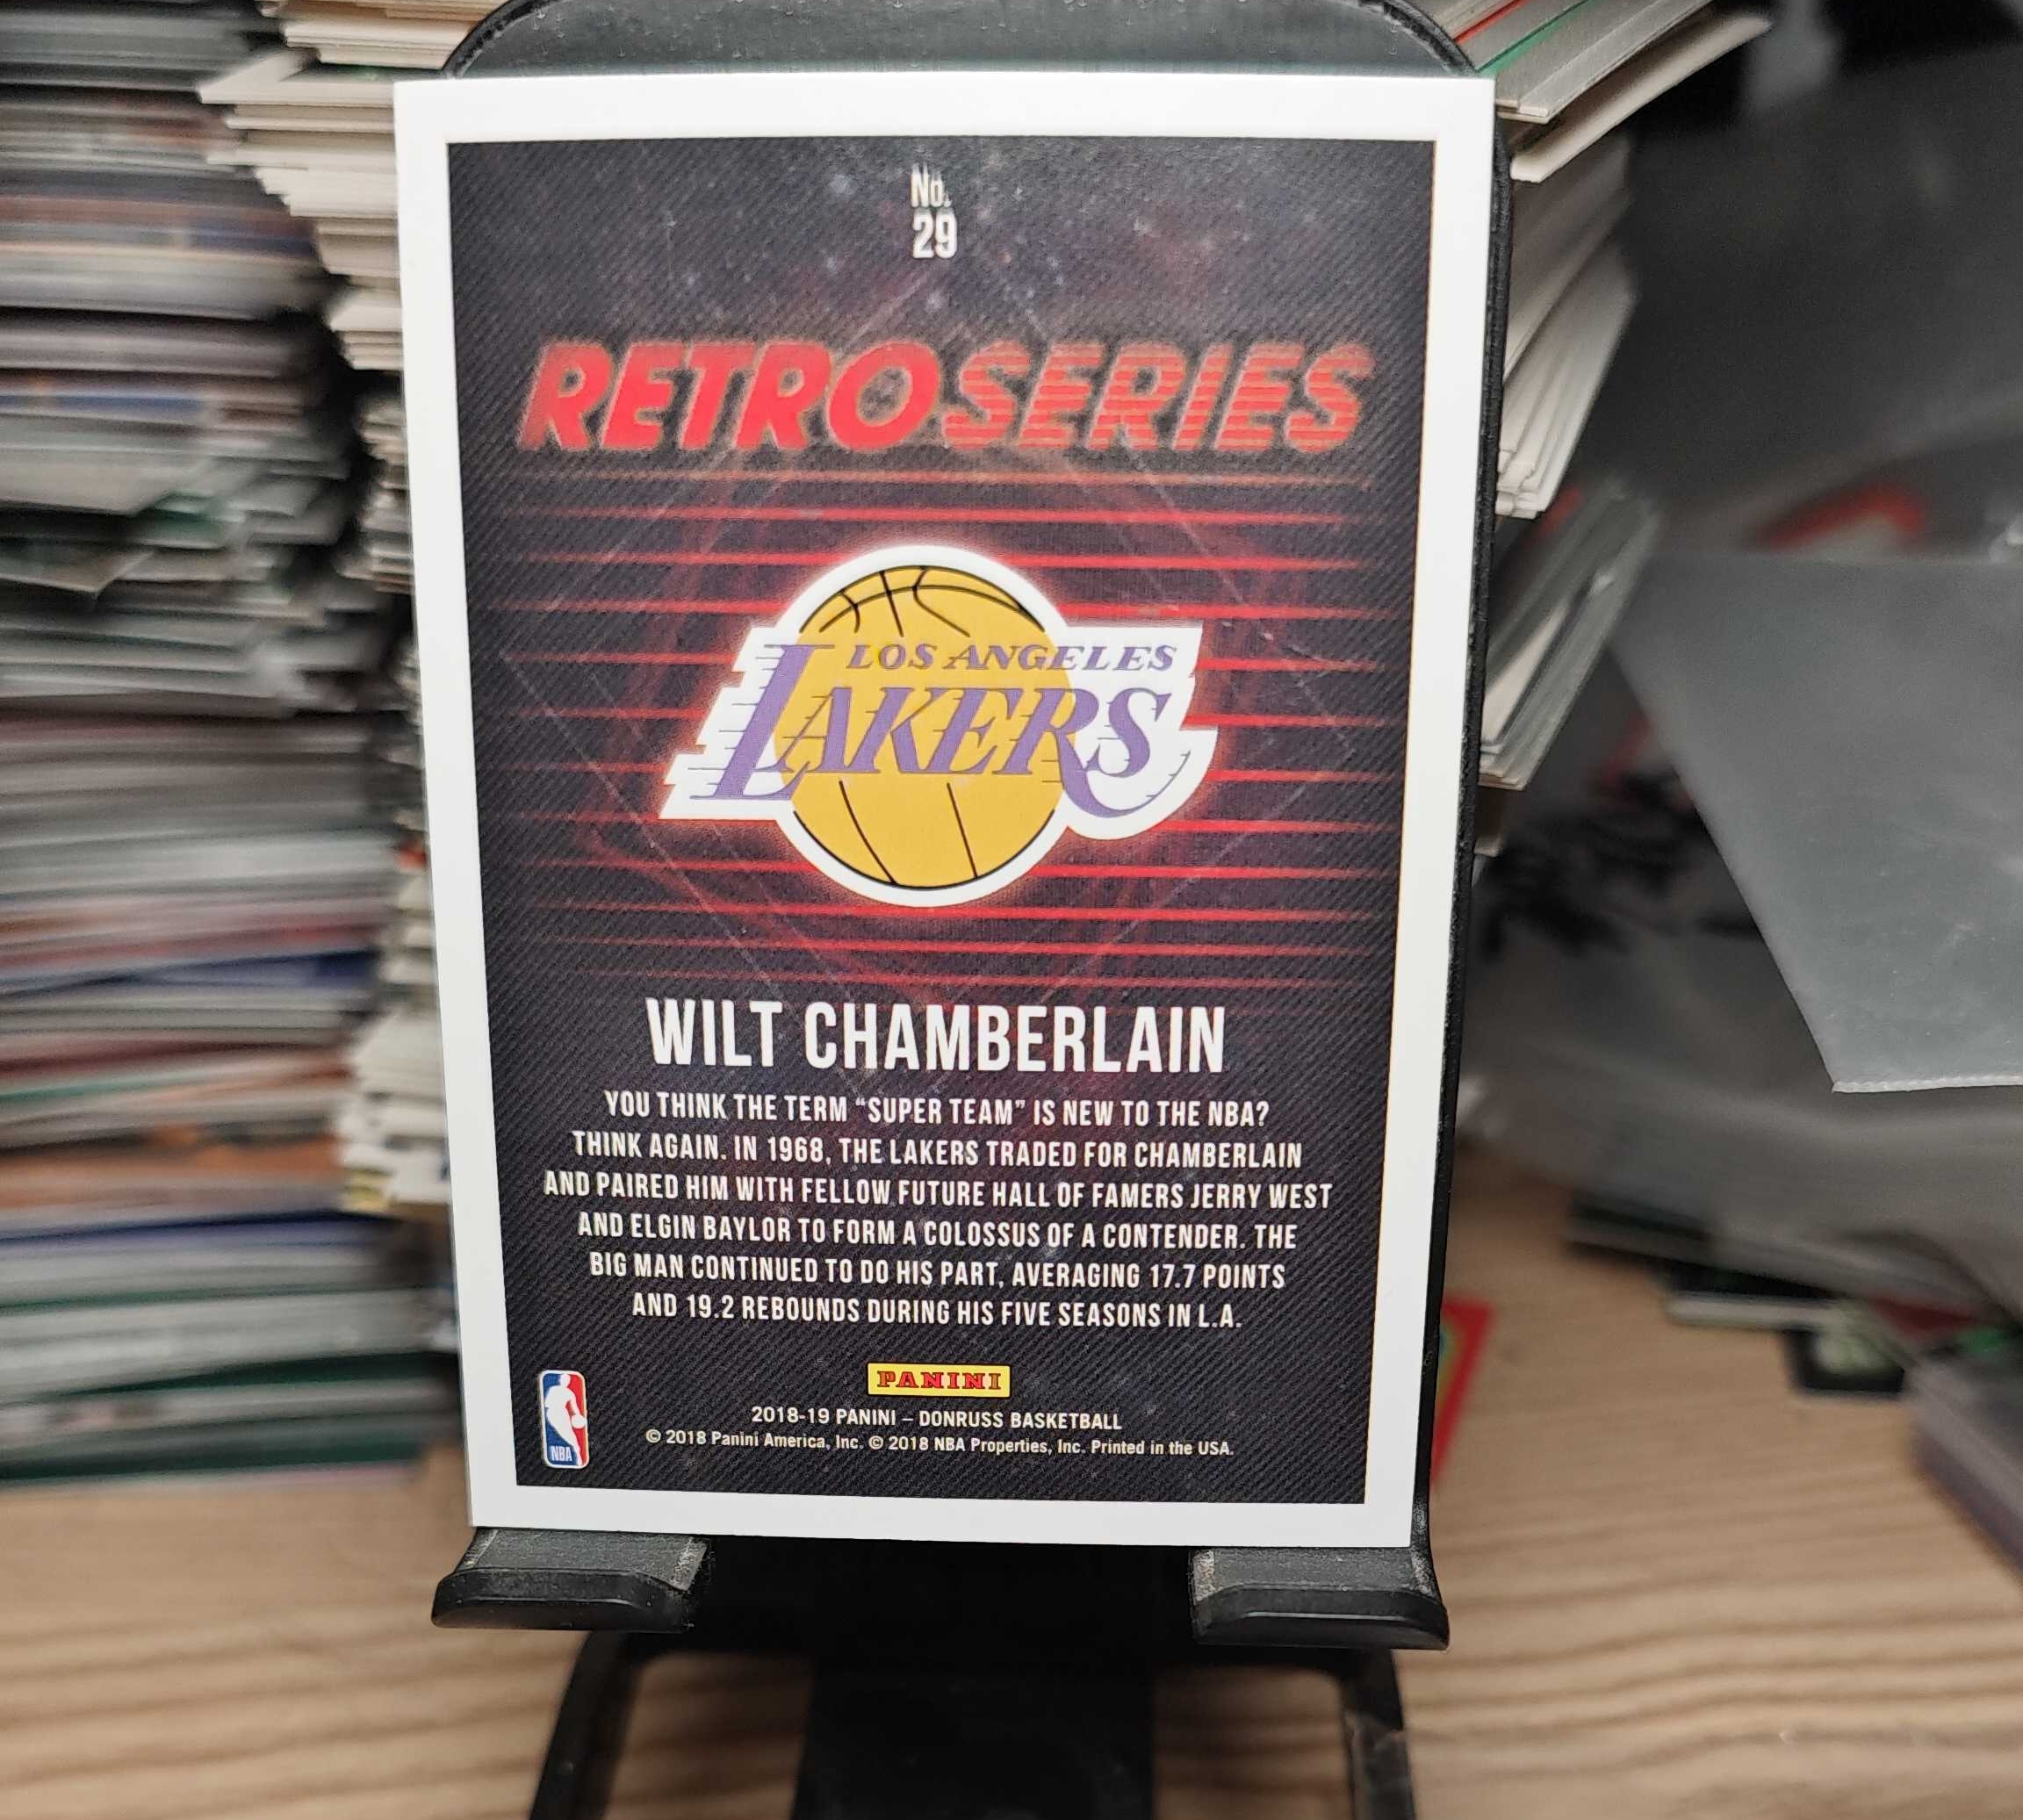 No.
29
RETRO SERIES
LOS ANGELES
LAKERS
WILT CHAMBERLAIN
YOU THINK THE TERM “SUPER TEAM” IS NEW TO THE NBA?
THINK AGAIN. IN 1968, THE LAKERS TRADED FOR CHAMBERLAIN
AND PAIRED HIM WITH FELLOW FUTURE HALL OF FAMERS JERRY WEST
AND ELGIN BAYLOR TO FORM A COLOSSUS OF A CONTENDER. THE
BIG MAN CONTINUED TO DO HIS PART, AVERAGING 17.7 POINTS
AND 19.2 REBOUNDS DURING HIS FIVE SEASONS IN L.A.
PANINI
NBA
2018-19 PANINI – DONRUSS BASKETBALL
© 2018 Panini America, Inc. © 2018 NBA Properties, Inc. Printed in the USA.